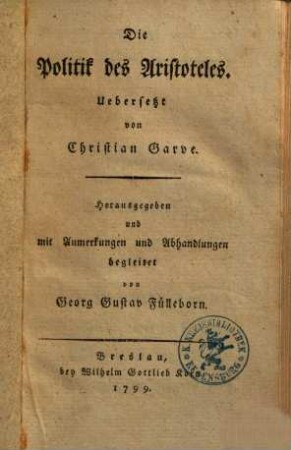 Die
Politik des Aristoteles.
Uebersetzt
von
Christian Garve.
Herausgegeben
und
mit Anmerkungen und Abhandlungen
begleitet
von
Georg Gustav Fülleborn.
Breslau,
bey Wilhelm Gottlieb
1799.